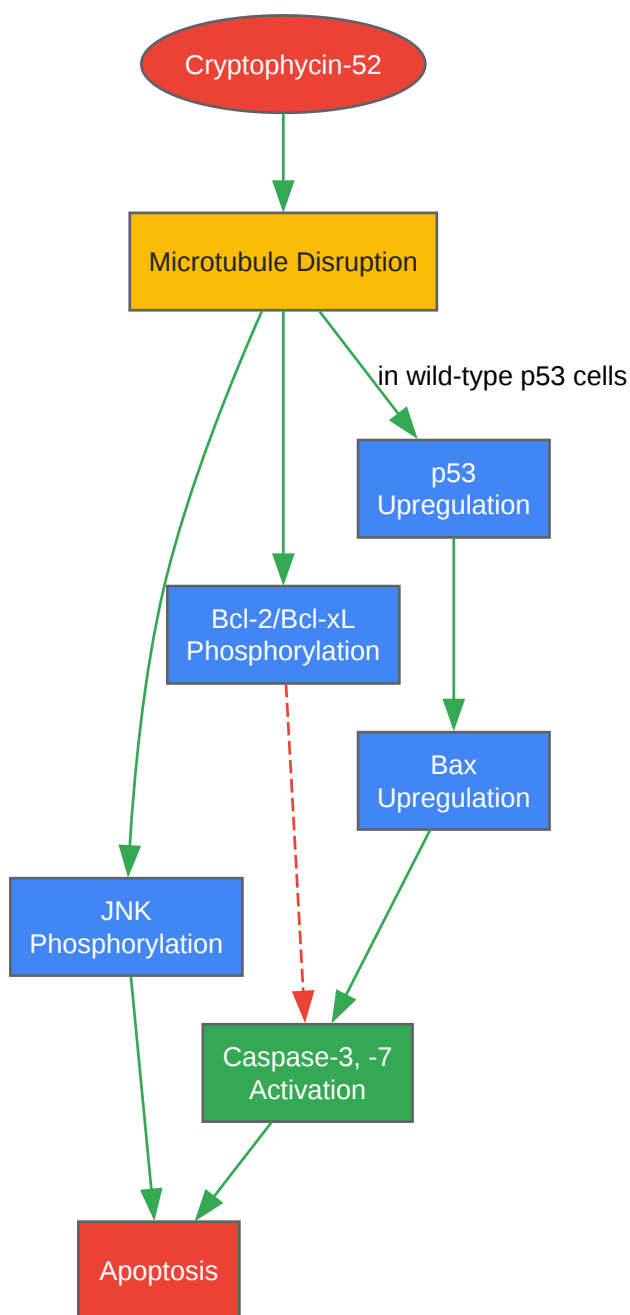 Cryptophycin-52
Microtubule Disruption
in wild-type p53 cells
p53
Upregulation
Bcl-2/Bcl-xL
Phosphorylation
Bax
Upregulation
JNK
Phosphorylation
Caspase-3, -7
Activation
Apoptosis